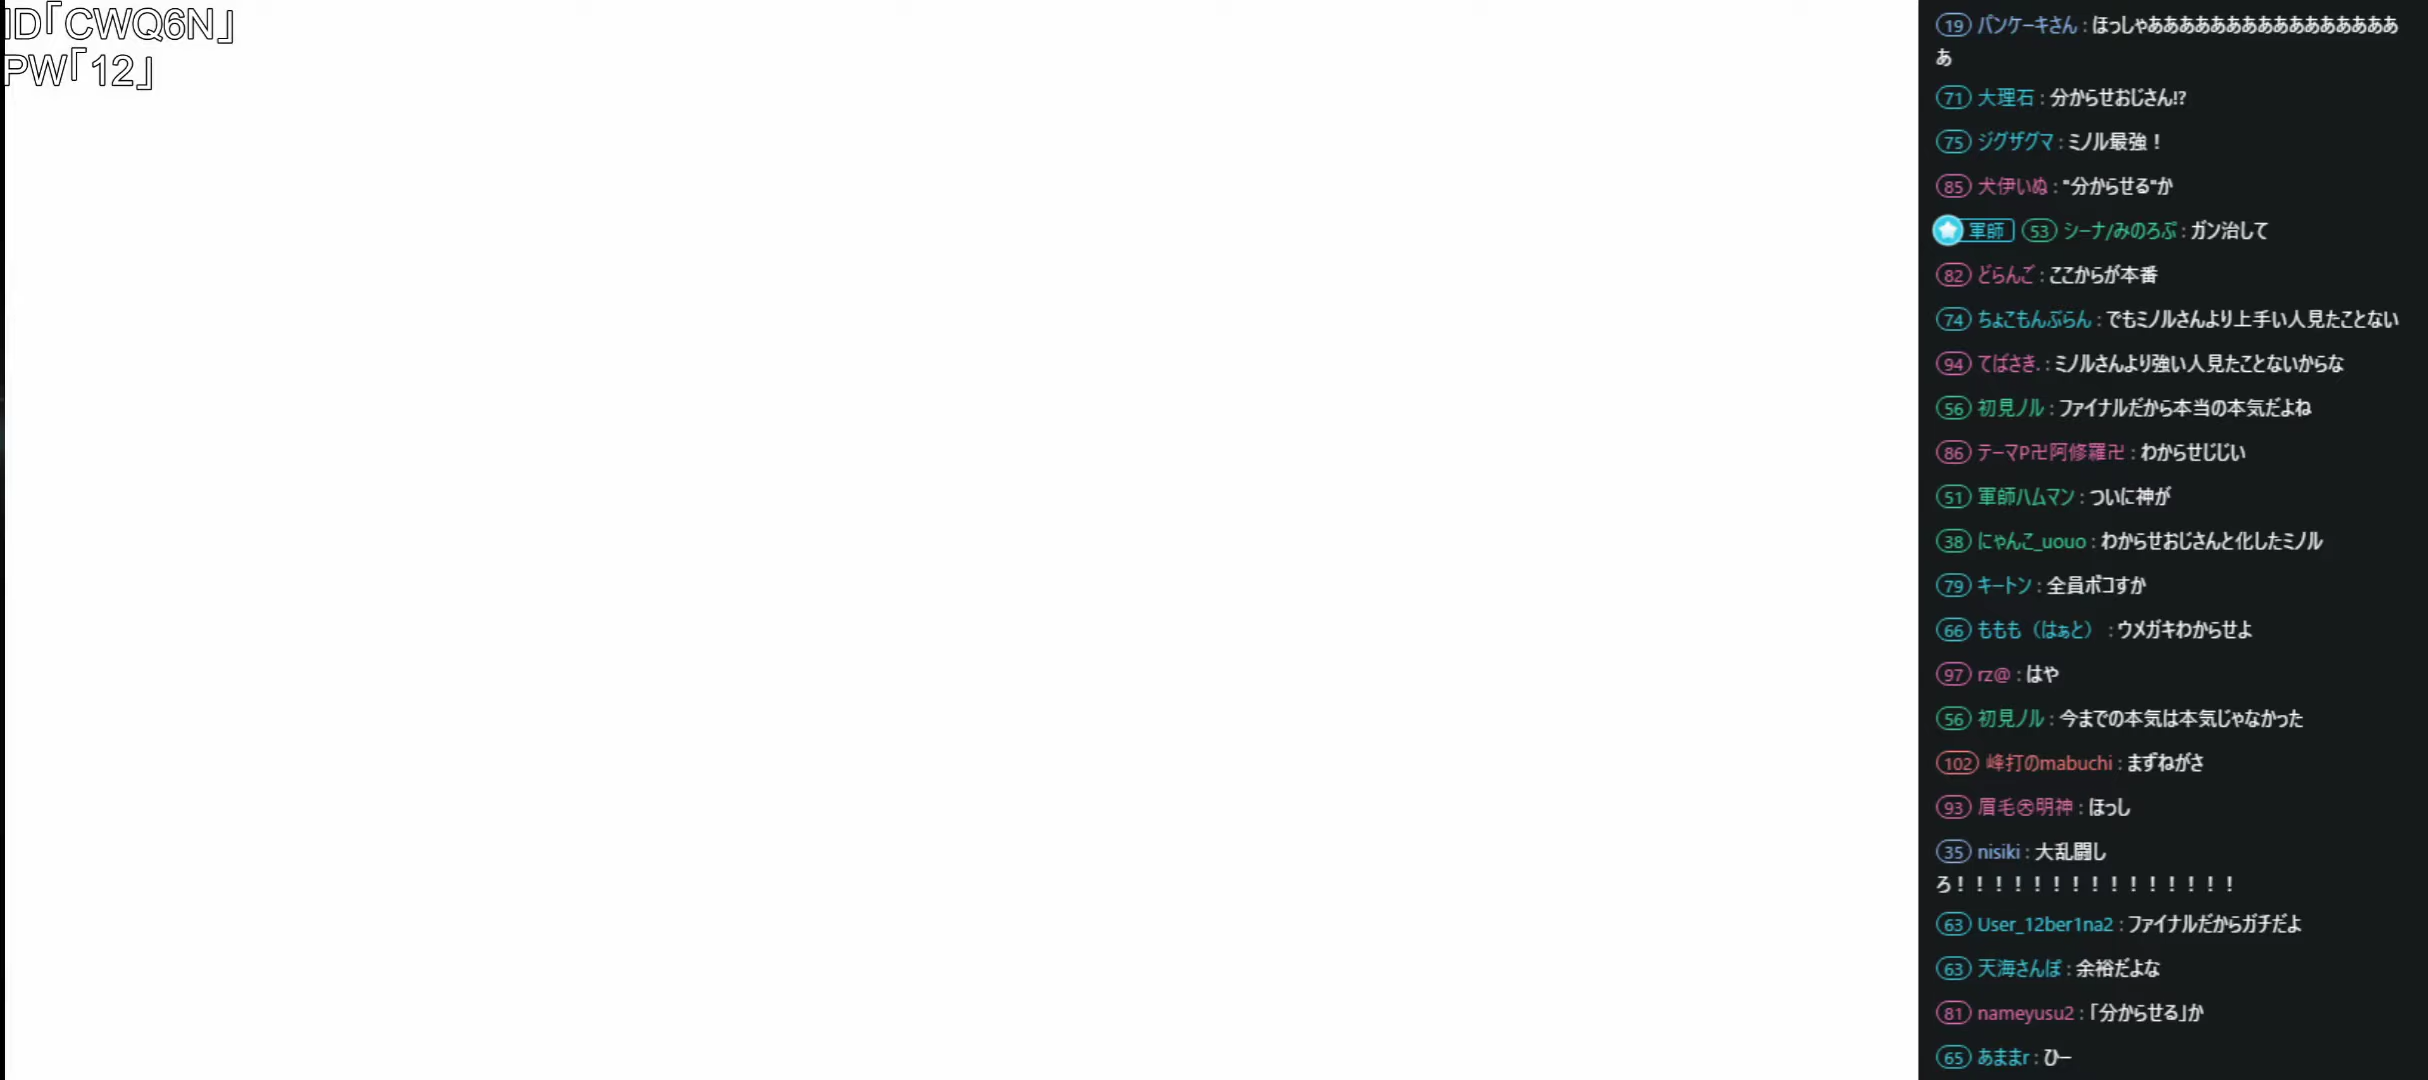 ID「CWQ6N」
PW「12」
19 パンケーキさん : ほっしゃああああああああああああああああ
あ
71 大理石 : 分からせおじさん!?
75 ジグザグマ : ミノル最強！
85 犬伊いぬ : "分からせる"か
軍師 53 シーナ/みのろぷ : ガン治して
82 どらんご : ここからが本番
74 ちょこもんぶらん : でもミノルさんより上手い人見たことない
94 てばさき. : ミノルさんより強い人見たことないからな
56 初見ノル : ファイナルだから本当の本気だよね
86 テーマP卍阿修羅卍 : わからせじじい
51 軍師ハムマン : ついに神が
38 にゃんこ_uouo : わからせおじさんと化したミノル
79 キートン : 全員ボコすか
66 ももも（はぁと） : ウメガキわからせよ
97 rz@ : はや
56 初見ノル : 今までの本気は本気じゃなかった
102 峰打のmabuchi : まずねがさ
93 眉毛㊛明神 : ほっし
35 nisiki : 大乱闘し
ろ！！！！！！！！！！！！！！！
63 User_12ber1na2 : ファイナルだからガチだよ
63 天海さんぽ : 余裕だよな
81 nameyusu2 : 「分からせる」か
65 あままr : ひー